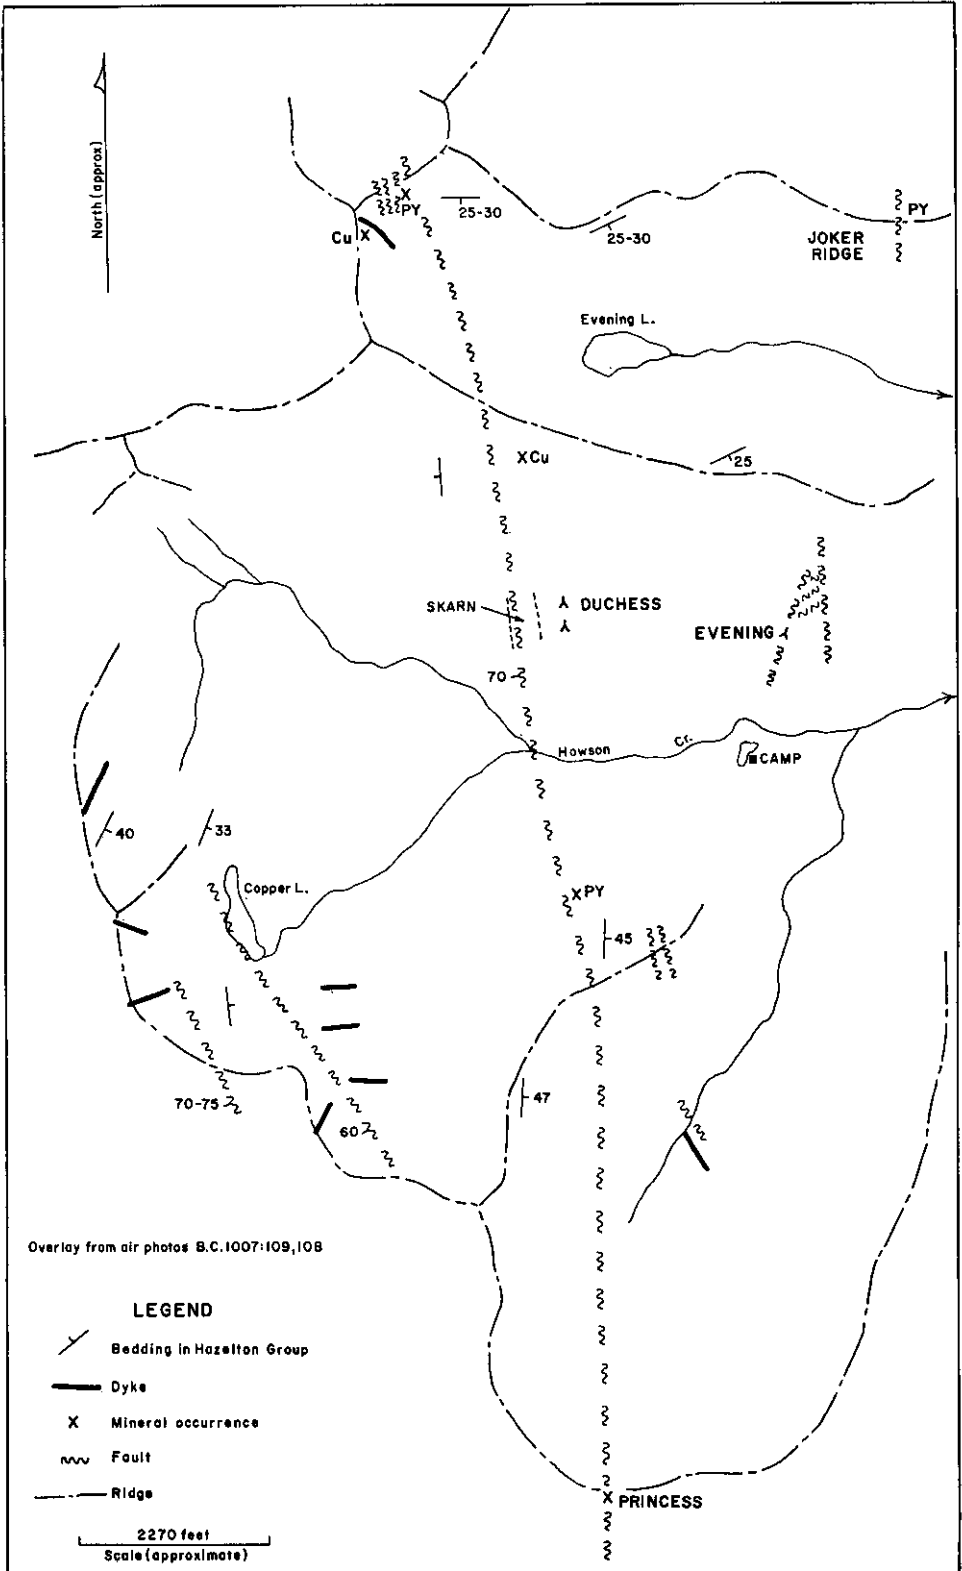 North (approx)
PY
25-30
Cu X
25-30
PY
JOKER
RIDGE
Evening L.
XCu
25
SKARN
DUCHESS
EVENING
70
Howson Cr.
CAMP
40
33
Copper L.
XPY
45
70-75
60
47
Overlay from air photos B.C.1007:109,108
LEGEND
Bedding in Hazelton Group
Dyke
X Mineral occurrence
Fault
Ridge
2270 feet
Scale (approximate)
X PRINCESS